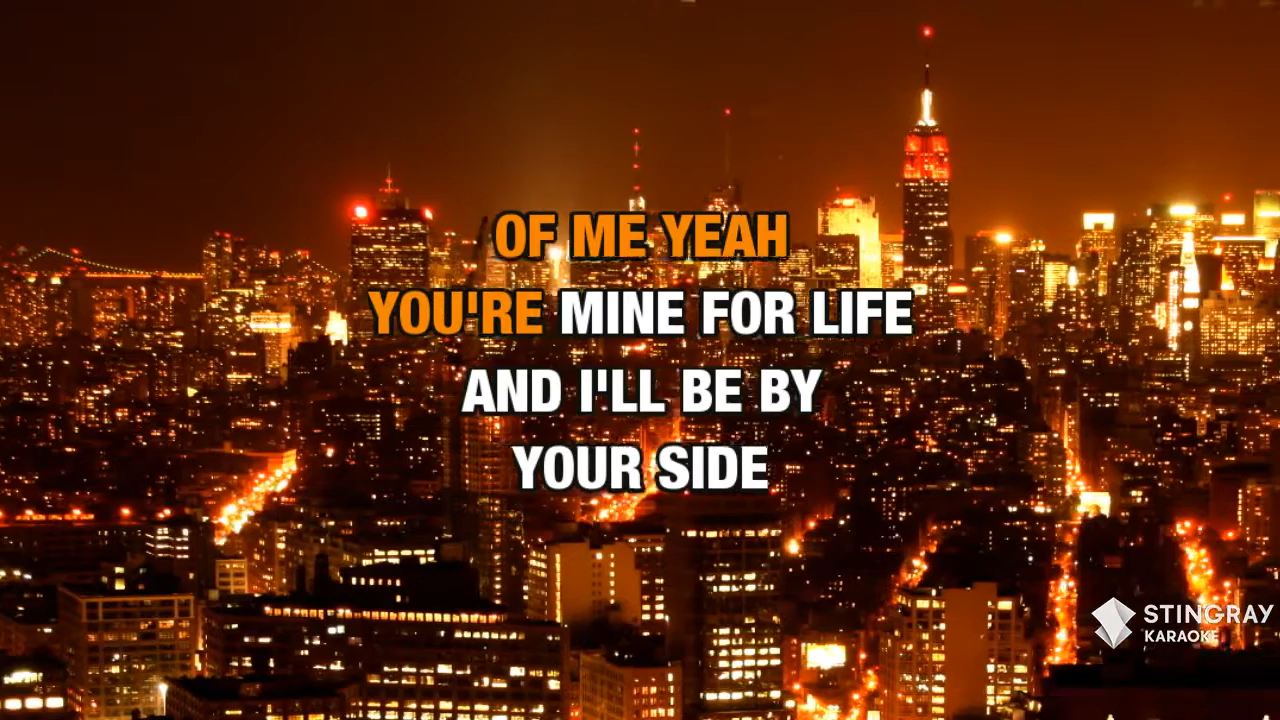 OF ME YEAH
YOU'RE MINE FOR LIFE
AND I'LL BE BY
YOUR SIDE
STINGRAY
KARAOKE